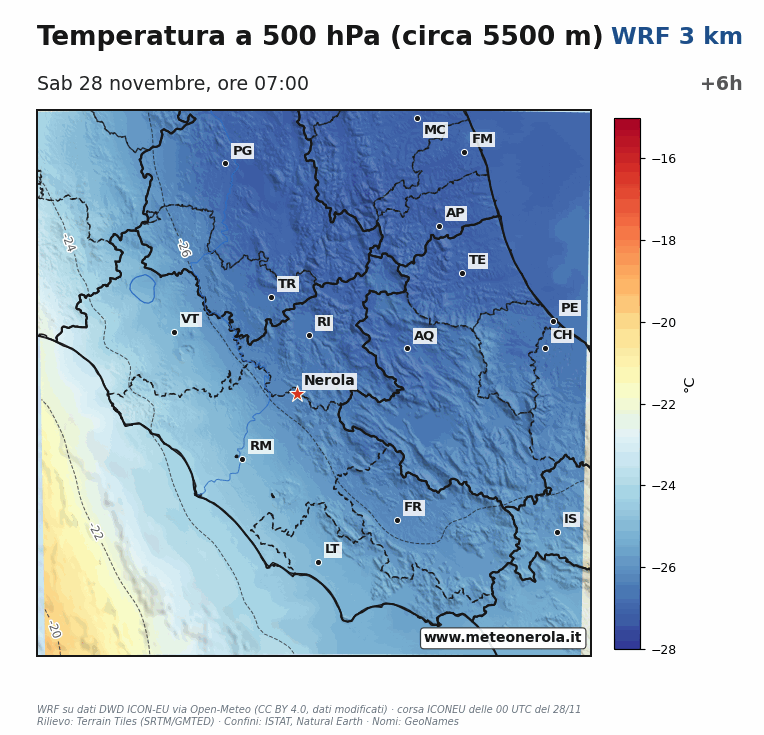 Temperatura a 500 hPa (circa 5500 m) WRF 3 km
Sab 28 novembre, ore 07:00 +6h
MC
FM
PG
AP
-24
-26
TE
TR
PE
VT
RI
AQ
CH
Nerola
RM
-22
FR
IS
LT
-20
www.meteonerola.it
−16
−18
−20
−22
−24
−26
−28
°C
WRF su dati DWD ICON-EU via Open-Meteo (CC BY 4.0, dati modificati) · corsa ICONEU delle 00 UTC del 28/11
Rilievo: Terrain Tiles (SRTM/GMTED) · Confini: ISTAT, Natural Earth · Nomi: GeoNames